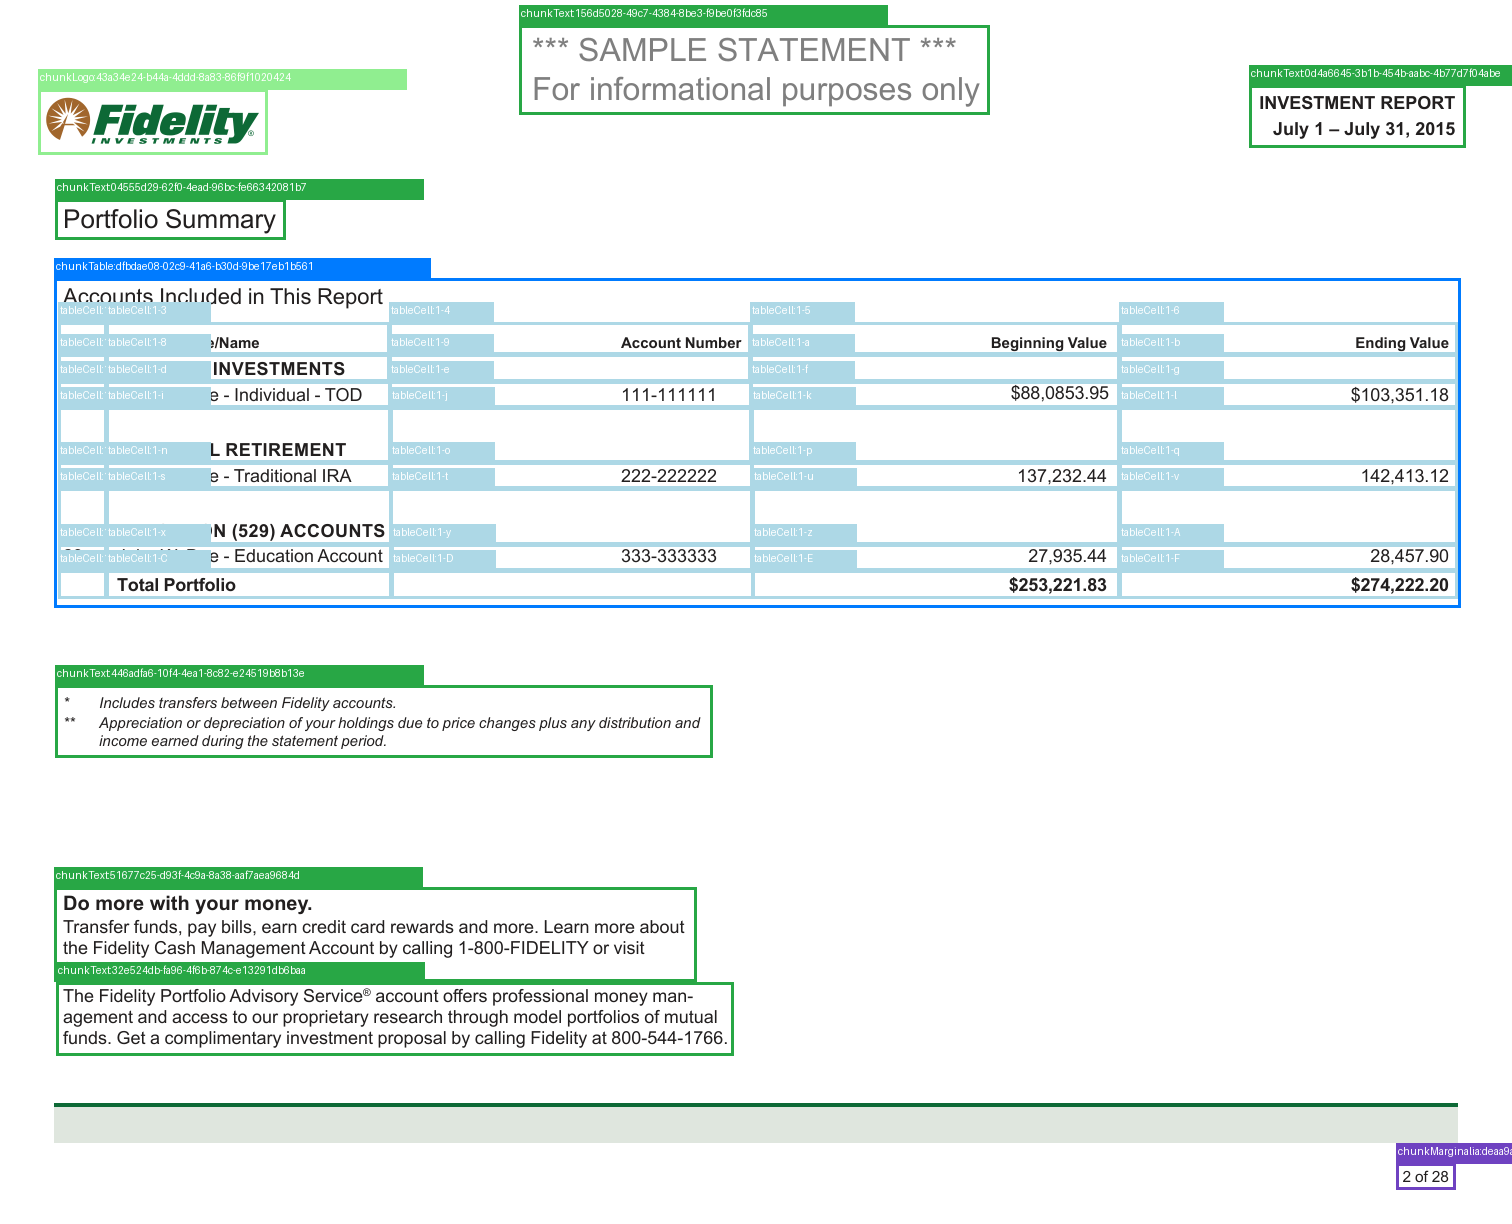 chunkText:156d5028-49c7-4384-8be3-f9be0f3fdc85
*** SAMPLE STATEMENT ***
For informational purposes only
chunkLogo:43a34e24-b44a-4ddd-8a83-86f9f1020424
Fidelity®
INVESTMENTS
chunkText:0d4a6645-3b1b-454b-aabc-4b77d7f04abe
INVESTMENT REPORT
July 1 – July 31, 2015
chunkText:04555d29-62f0-4ead-96bc-fe66342081b7
Portfolio Summary
chunkTable:dfbdae08-02c9-41a6-b30d-9be17eb1b561
Accounts Included in This Report
tableCell: tableCell:1-3 tableCell:1-4 tableCell:1-5 tableCell:1-6
tableCell: tableCell:1-8 e/Name tableCell:1-9 Account Number tableCell:1-a Beginning Value tableCell:1-b Ending Value
tableCell: tableCell:1-d INVESTMENTS tableCell:1-e tableCell:1-f tableCell:1-g
tableCell: tableCell:1-i e - Individual - TOD tableCell:1-j 111-111111 tableCell:1-k $88,0853.95 tableCell:1-l $103,351.18
tableCell: tableCell:1-n L RETIREMENT tableCell:1-o tableCell:1-p tableCell:1-q
tableCell: tableCell:1-s e - Traditional IRA tableCell:1-t 222-222222 tableCell:1-u 137,232.44 tableCell:1-v 142,413.12
tableCell: tableCell:1-x N (529) ACCOUNTS tableCell:1-y tableCell:1-z tableCell:1-A
tableCell: tableCell:1-C e - Education Account tableCell:1-D 333-333333 tableCell:1-E 27,935.44 tableCell:1-F 28,457.90
Total Portfolio $253,221.83 $274,222.20
chunkText:446adfa6-10f4-4ea1-8c82-e24519b8b13e
* Includes transfers between Fidelity accounts.
** Appreciation or depreciation of your holdings due to price changes plus any distribution and
income earned during the statement period.
chunkText:51677c25-d93f-4c9a-8a38-aaf7aea9684d
Do more with your money.
Transfer funds, pay bills, earn credit card rewards and more. Learn more about
the Fidelity Cash Management Account by calling 1-800-FIDELITY or visit
chunkText:32e524db-fa96-4f6b-874c-e13291db6baa
The Fidelity Portfolio Advisory Service® account offers professional money man-
agement and access to our proprietary research through model portfolios of mutual
funds. Get a complimentary investment proposal by calling Fidelity at 800-544-1766.
chunkMarginalia:deaa9a
2 of 28